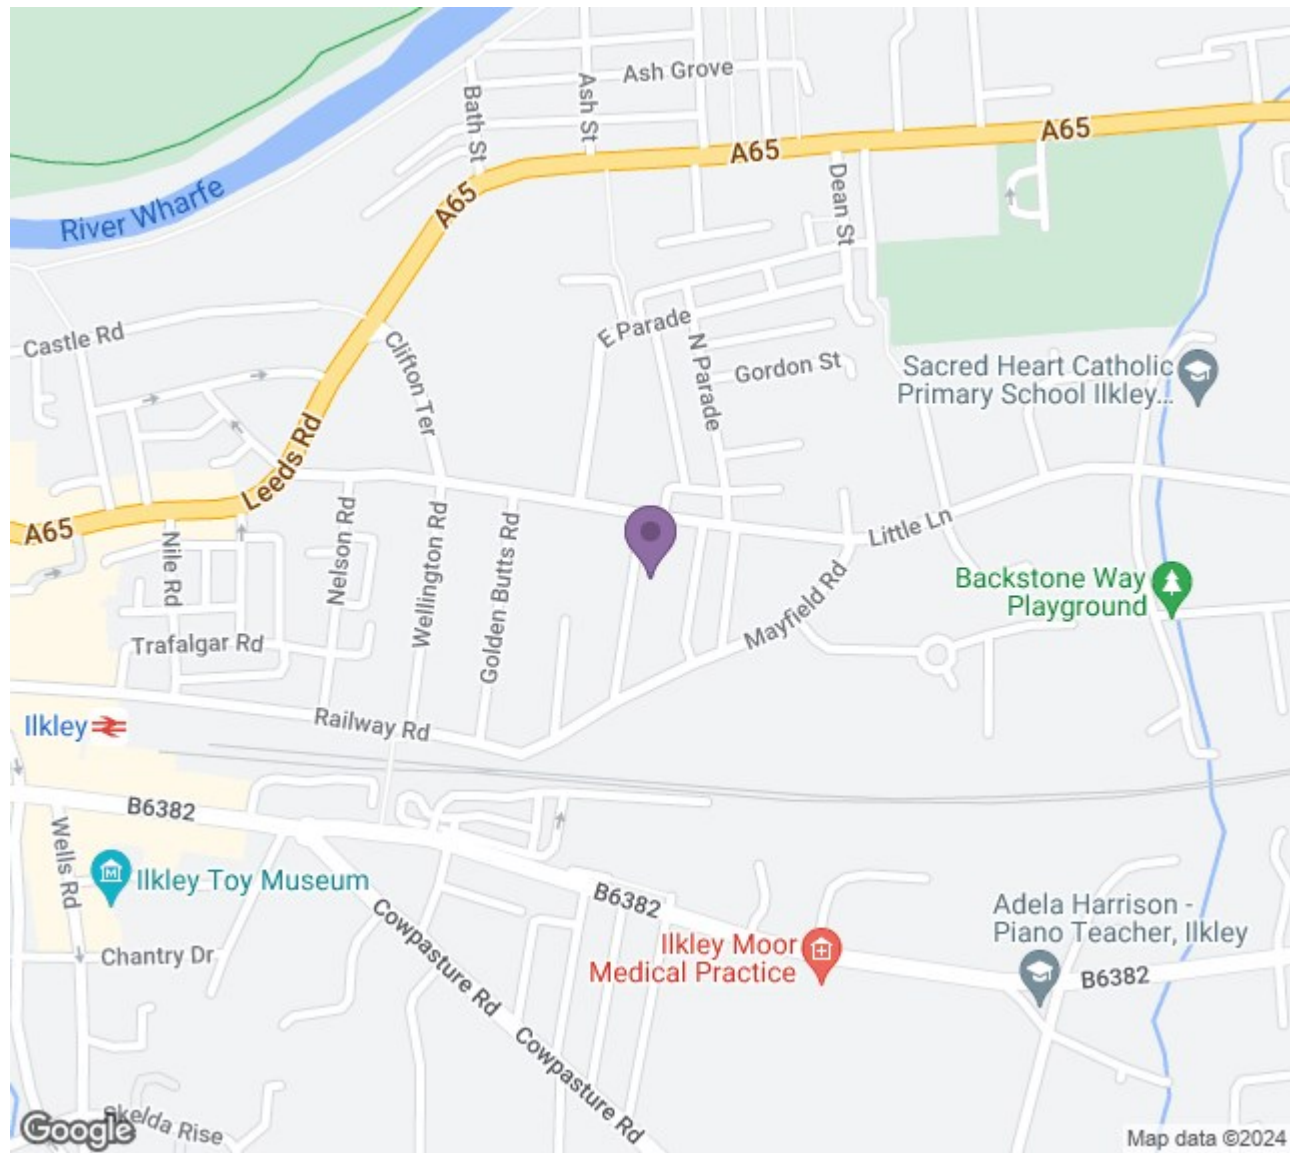 Ash Grove
Bath St
Ash St
A65
A65
A65
River Wharfe
Dean St
Castle Rd
Clifton Ter
E Parade
N Parade
Gordon St
Sacred Heart Catholic
Primary School Ilkley...
Leeds Rd
A65
Nile Rd
Nelson Rd
Wellington Rd
Golden Butts Rd
Little Ln
Mayfield Rd
Backstone Way
Playground
Trafalgar Rd
Ilkley
Railway Rd
B6382
Wells Rd
Ilkley Toy Museum
B6382
Cowpasture Rd
Chantry Dr
Ilkley Moor
Medical Practice
Adela Harrison -
Piano Teacher, Ilkley
B6382
Cowpasture Rd
Skelda Rise
Google
Map data ©2024